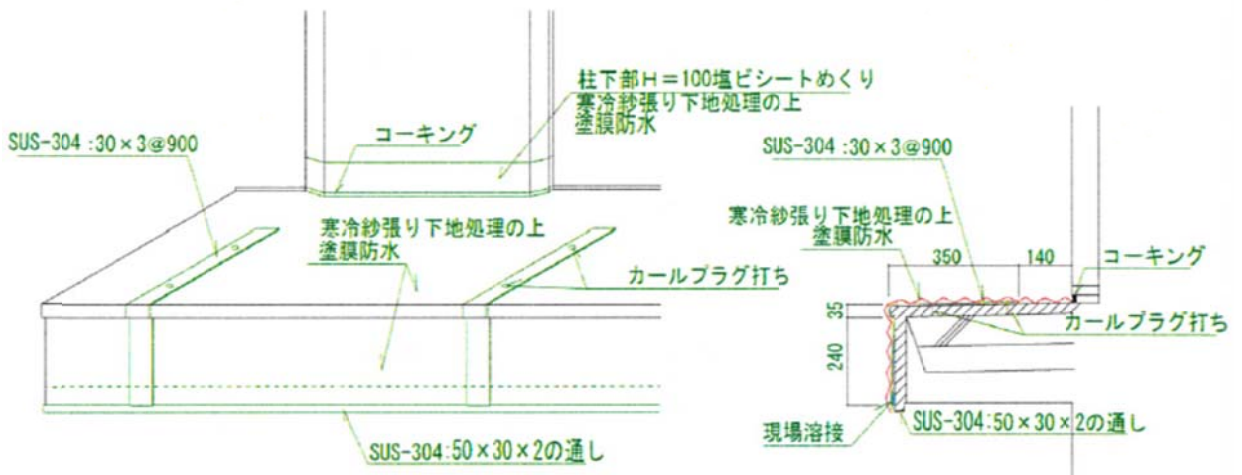 柱下部H=100塩ビシートめくり
寒冷紗張り下地処理の上
塗膜防水
コーキング
SUS-304:30×3@900
寒冷紗張り下地処理の上
塗膜防水
カールプラグ打ち
SUS-304:50×30×2の通し
SUS-304:30×3@900
寒冷紗張り下地処理の上
塗膜防水
350
140
コーキング
35
カールプラグ打ち
240
現場溶接
SUS-304:50×30×2の通し